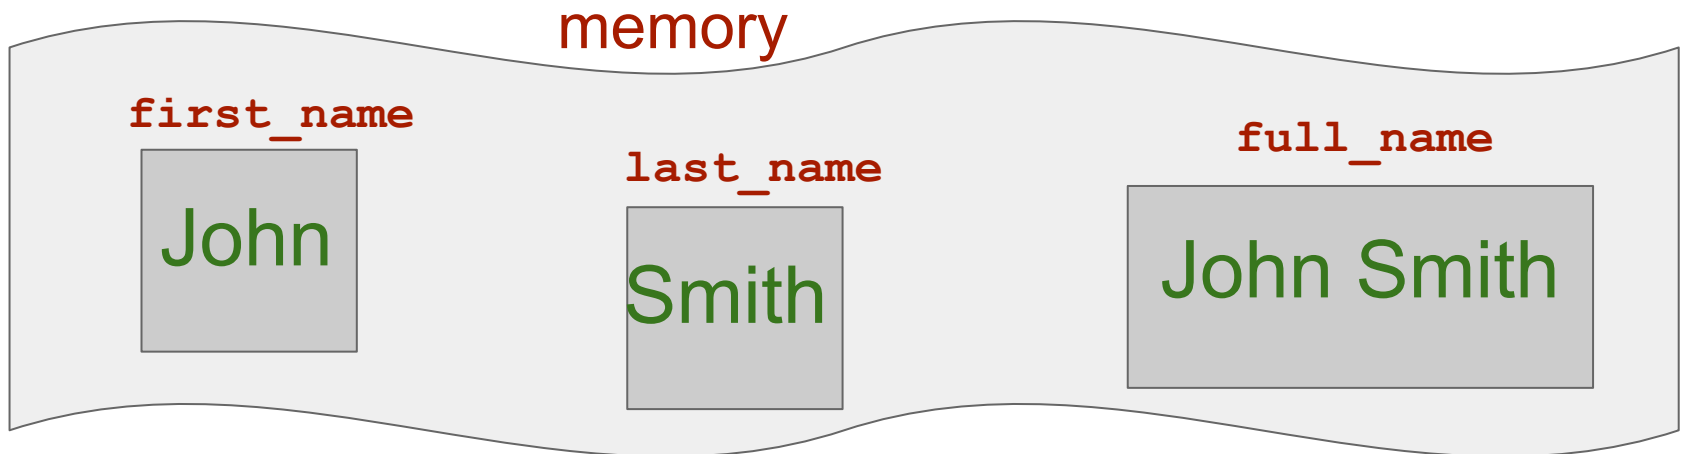 memory
first_name
John
last_name
Smith
full_name
John Smith